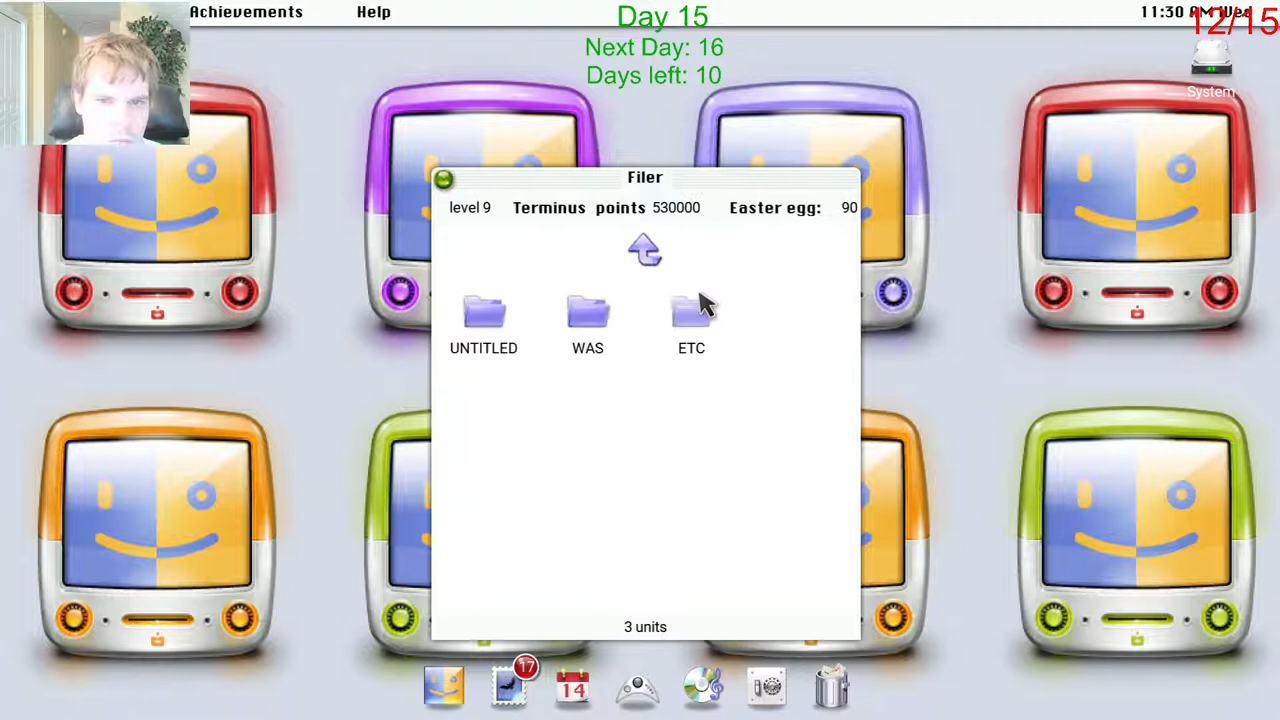 Achievements Help
Day 15
Next Day: 16
Days left: 10
11:30 AM Wed
12/15
System
Filer
level 9 Terminus points 530000 Easter egg: 90
UNTITLED WAS ETC
3 units
17
14